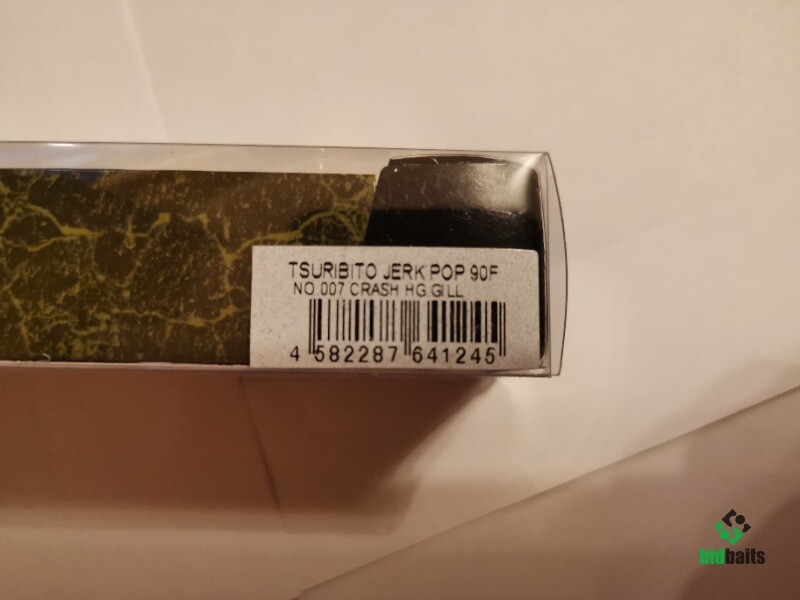 TSURIBITO JERK POP 90F
NO 007 CRASH HG GILL
4 582287 641245
bidbaits